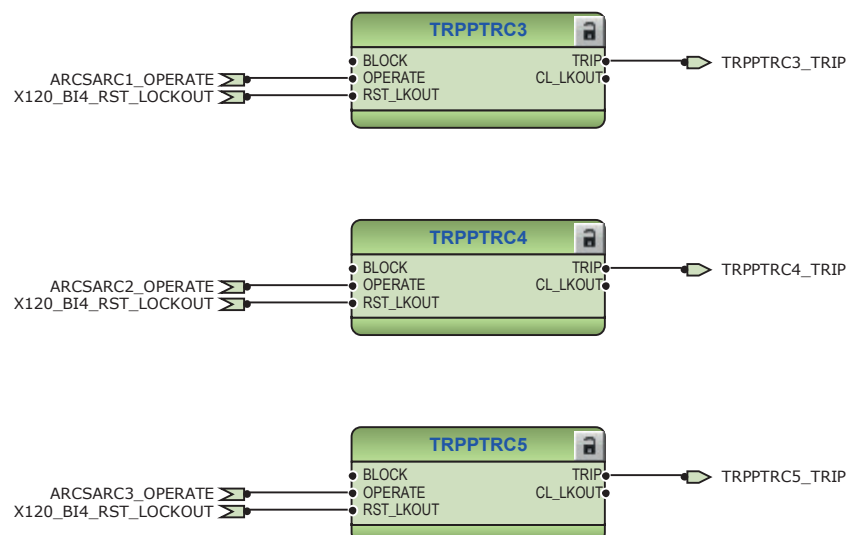 TRPPTRC3
BLOCK TRIP TRPPTRC3_TRIP
ARCSARC1_OPERATE OPERATE CL_LKOUT
X120_BI4_RST_LOCKOUT RST_LKOUT
TRPPTRC4
BLOCK TRIP TRPPTRC4_TRIP
ARCSARC2_OPERATE OPERATE CL_LKOUT
X120_BI4_RST_LOCKOUT RST_LKOUT
TRPPTRC5
BLOCK TRIP TRPPTRC5_TRIP
ARCSARC3_OPERATE OPERATE CL_LKOUT
X120_BI4_RST_LOCKOUT RST_LKOUT